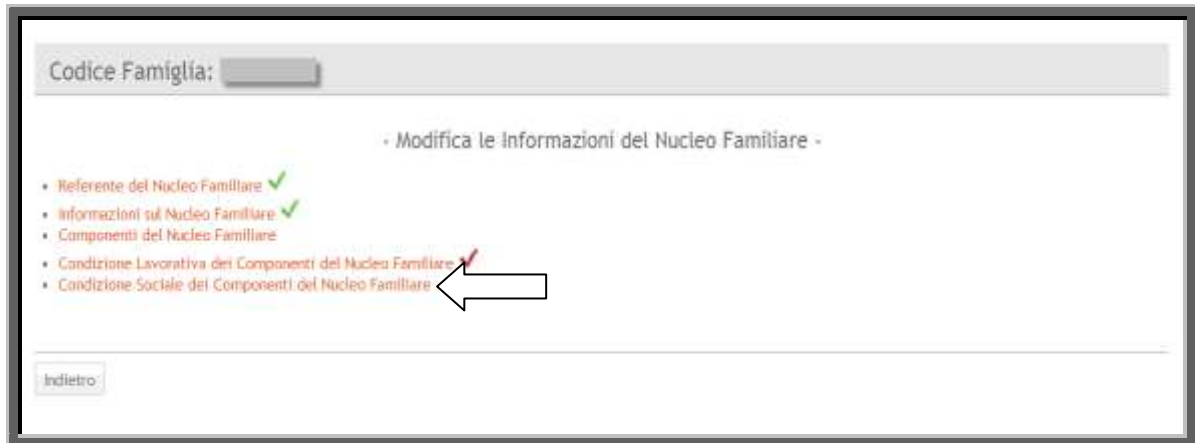 Codice Famiglia:
- Modifica le Informazioni del Nucleo Familiare -
• Referente del Nucleo Familiare
• Informazioni sul Nucleo Familiare
• Componenti del Nucleo Familiare
• Condizione Lavorativa dei Componenti del Nucleo Familiare
• Condizione Sociale dei Componenti del Nucleo Familiare
Indietro